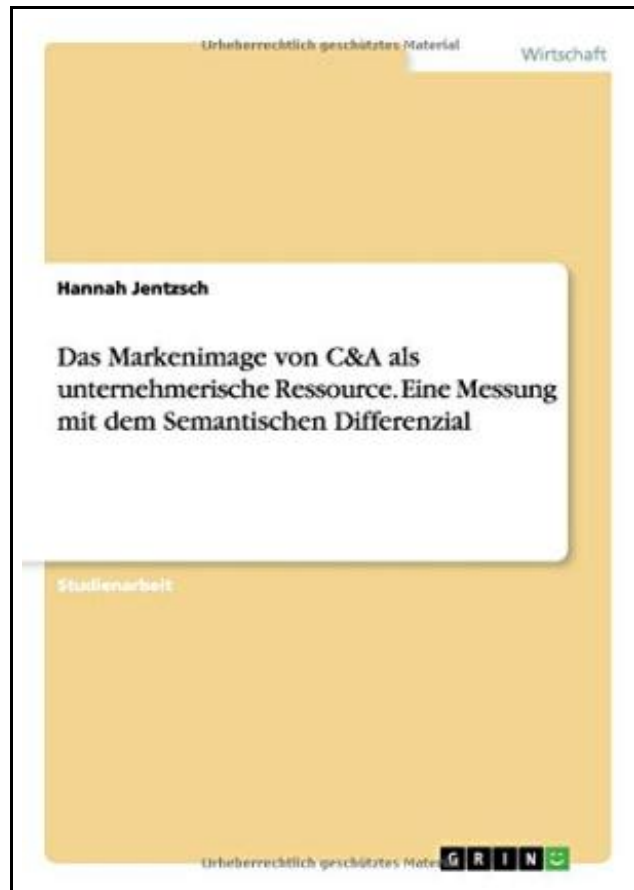 Urheberrechtlich geschütztes Material
Wirtschaft
Hannah Jentzsch
Das Markenimage von C&A als
unternehmerische Ressource. Eine Messung
mit dem Semantischen Differenzial
Studienarbeit
Urheberrechtlich geschütztes Mate
GRIN